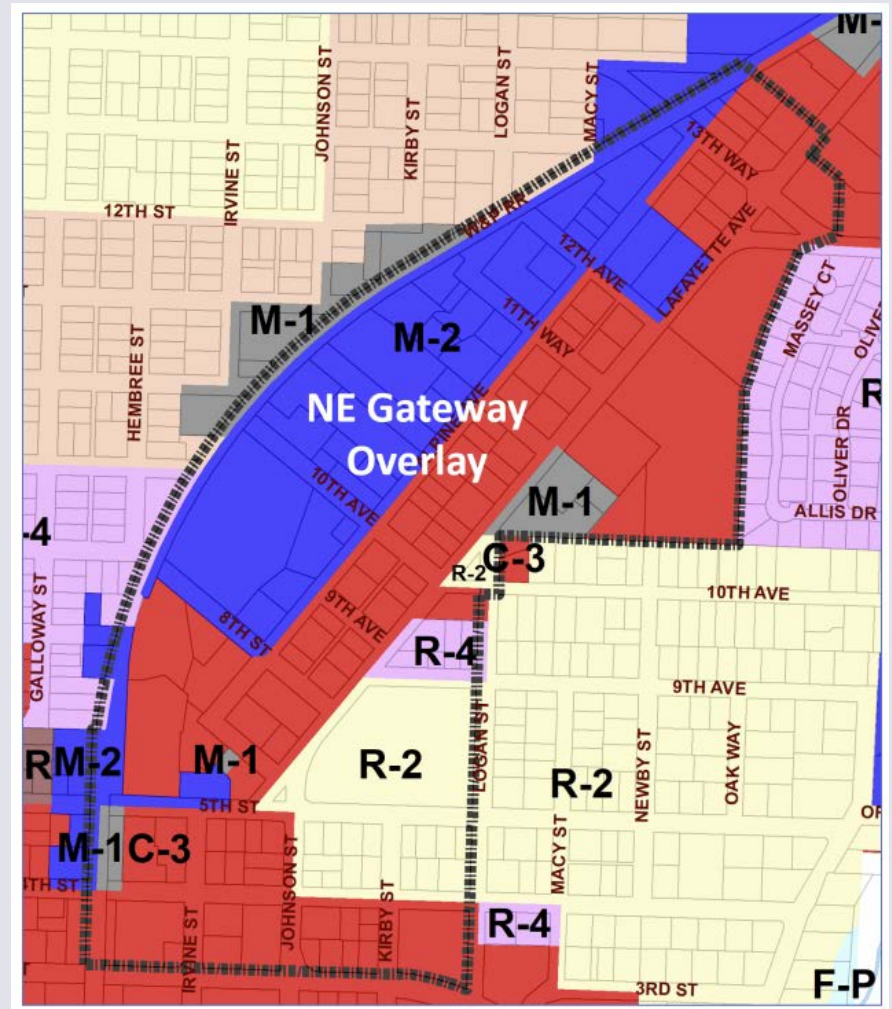 M-
JOHNSON ST
LOGAN ST
MACY ST
KIRBY ST
IRVINE ST
13TH WAY
12TH ST
W&P RR
12TH AVE
LAFAYETTE AVE
MASSEY CT
OLIVER
M-1
M-2
11TH WAY
HEMBREE ST
NE Gateway
Overlay
R
10TH AVE
OLIVER DR
M-1
ALLIS DR
-4
C-3
R-2
10TH AVE
9TH AVE
8TH ST
GALLOWAY ST
R-4
9TH AVE
LOGAN ST
R
M-2
M-1
R-2
R-2
NEWBY ST
OAK WAY
5TH ST
M-1
C-3
MACY ST
4TH ST
JOHNSON ST
KIRBY ST
IRVINE ST
R-4
F-P
3RD ST